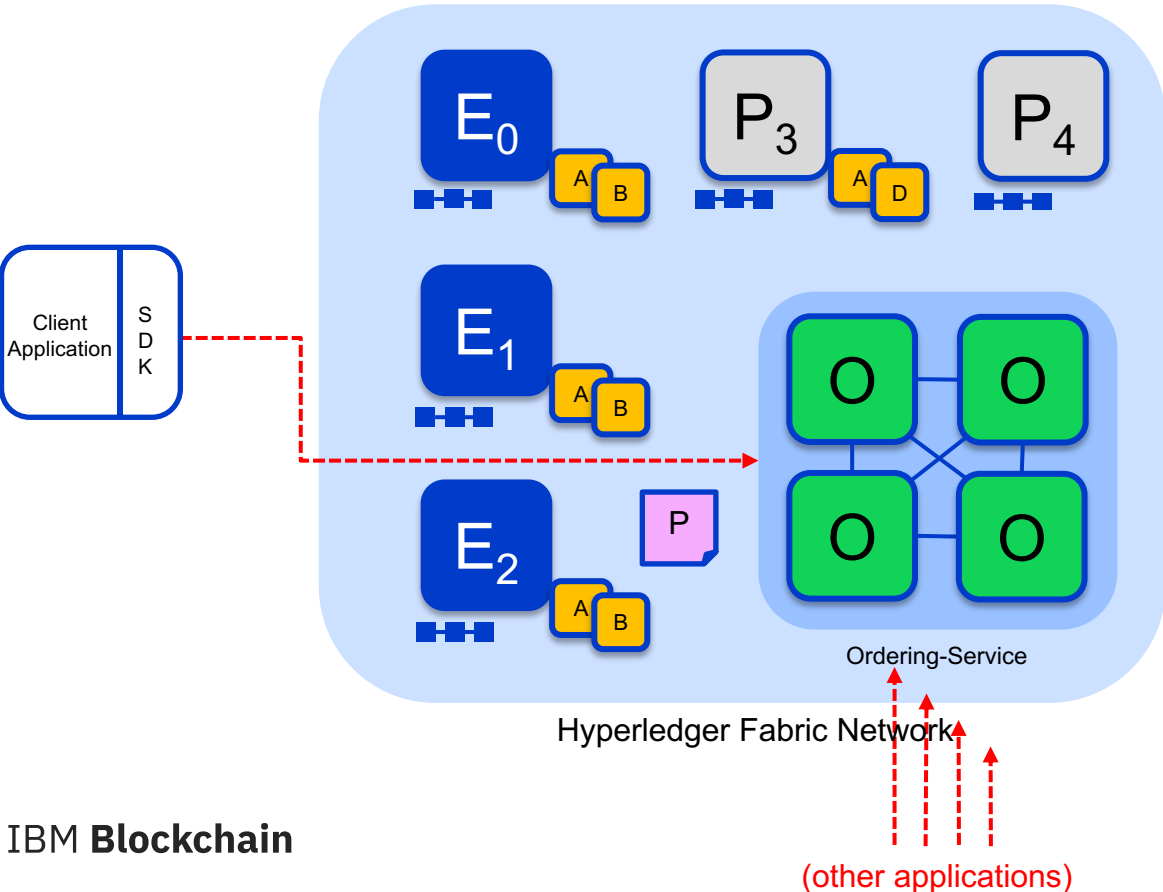 E0
A
B
P3
A
D
P4
Client
Application
S
D
K
E1
A
B
O
O
E2
A
B
P
O
O
Ordering-Service
Hyperledger Fabric Network
IBM Blockchain
(other applications)